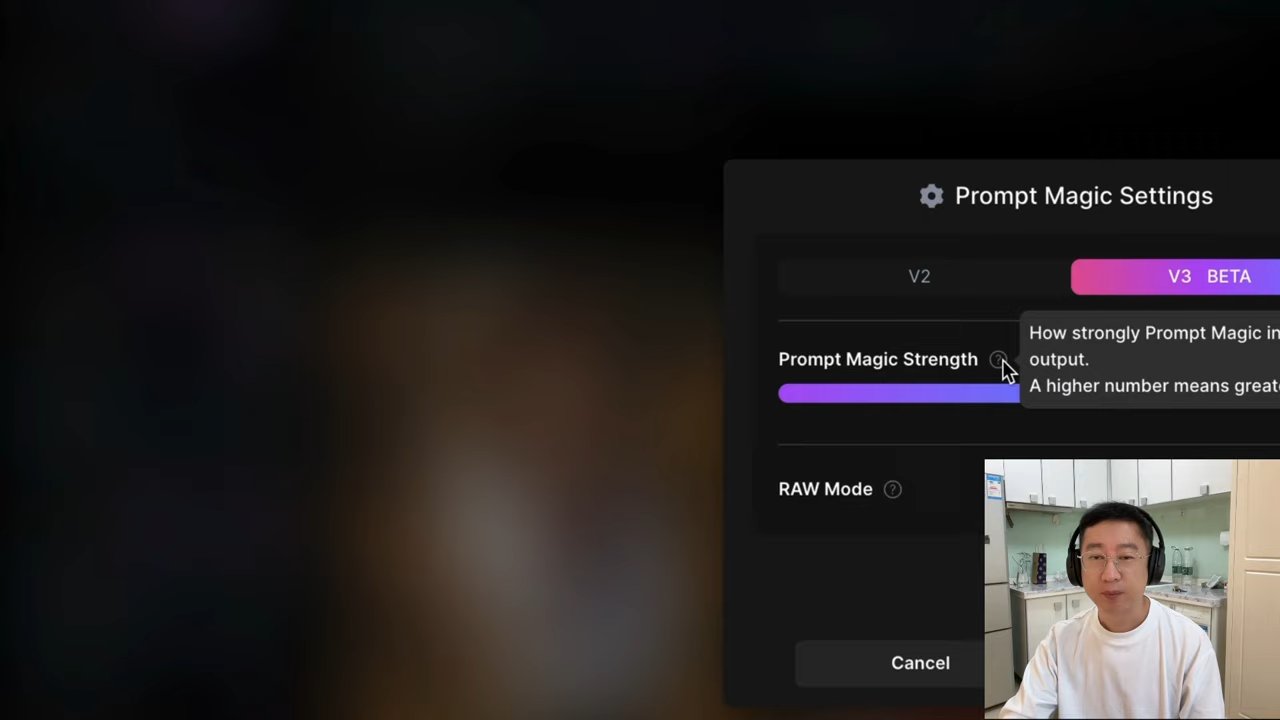 Prompt Magic Settings
V2
V3 BETA
How strongly Prompt Magic in
output.
A higher number means great
Prompt Magic Strength
RAW Mode
Cancel